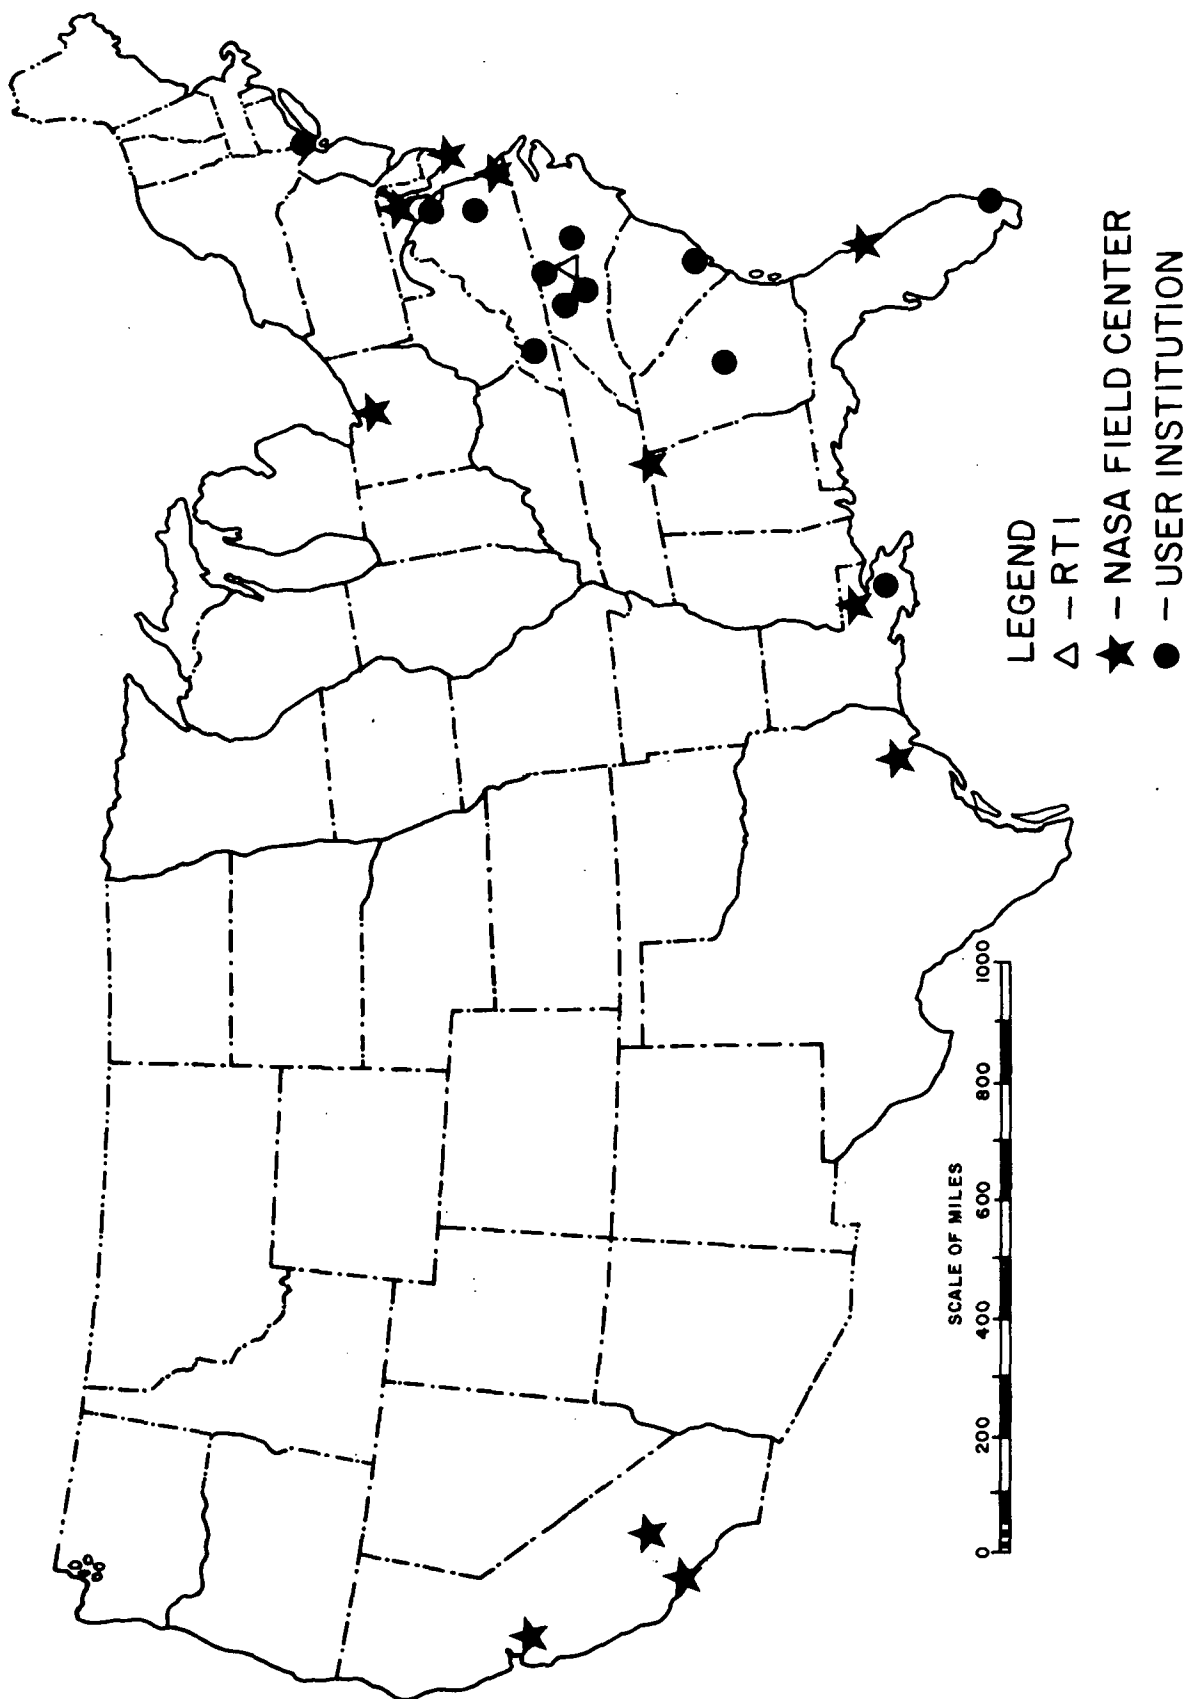 LEGEND
△ – RTI
★ – NASA FIELD CENTER
● – USER INSTITUTION
SCALE OF MILES
0 200 400 600 800 1000